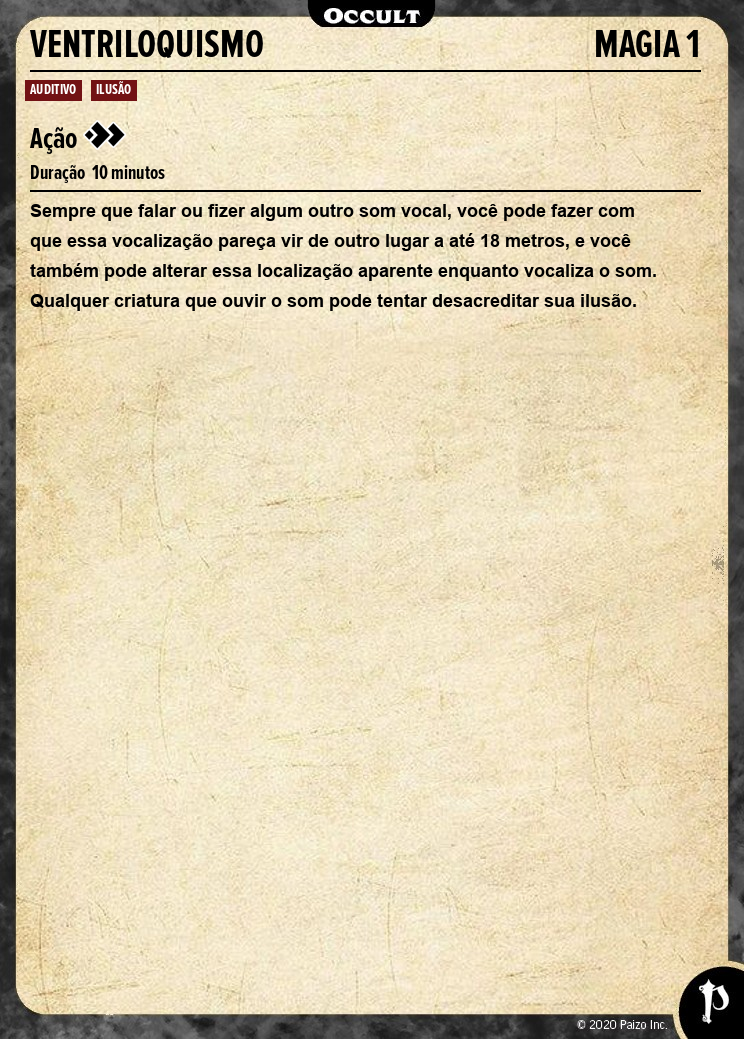 Occult
VENTRILOQUISMO MAGIA 1
AUDITIVO ILUSÃO
Ação
Duração 10 minutos
Sempre que falar ou fizer algum outro som vocal, você pode fazer com
que essa vocalização pareça vir de outro lugar a até 18 metros, e você
também pode alterar essa localização aparente enquanto vocaliza o som.
Qualquer criatura que ouvir o som pode tentar desacreditar sua ilusão.
© 2020 Paizo Inc.
P